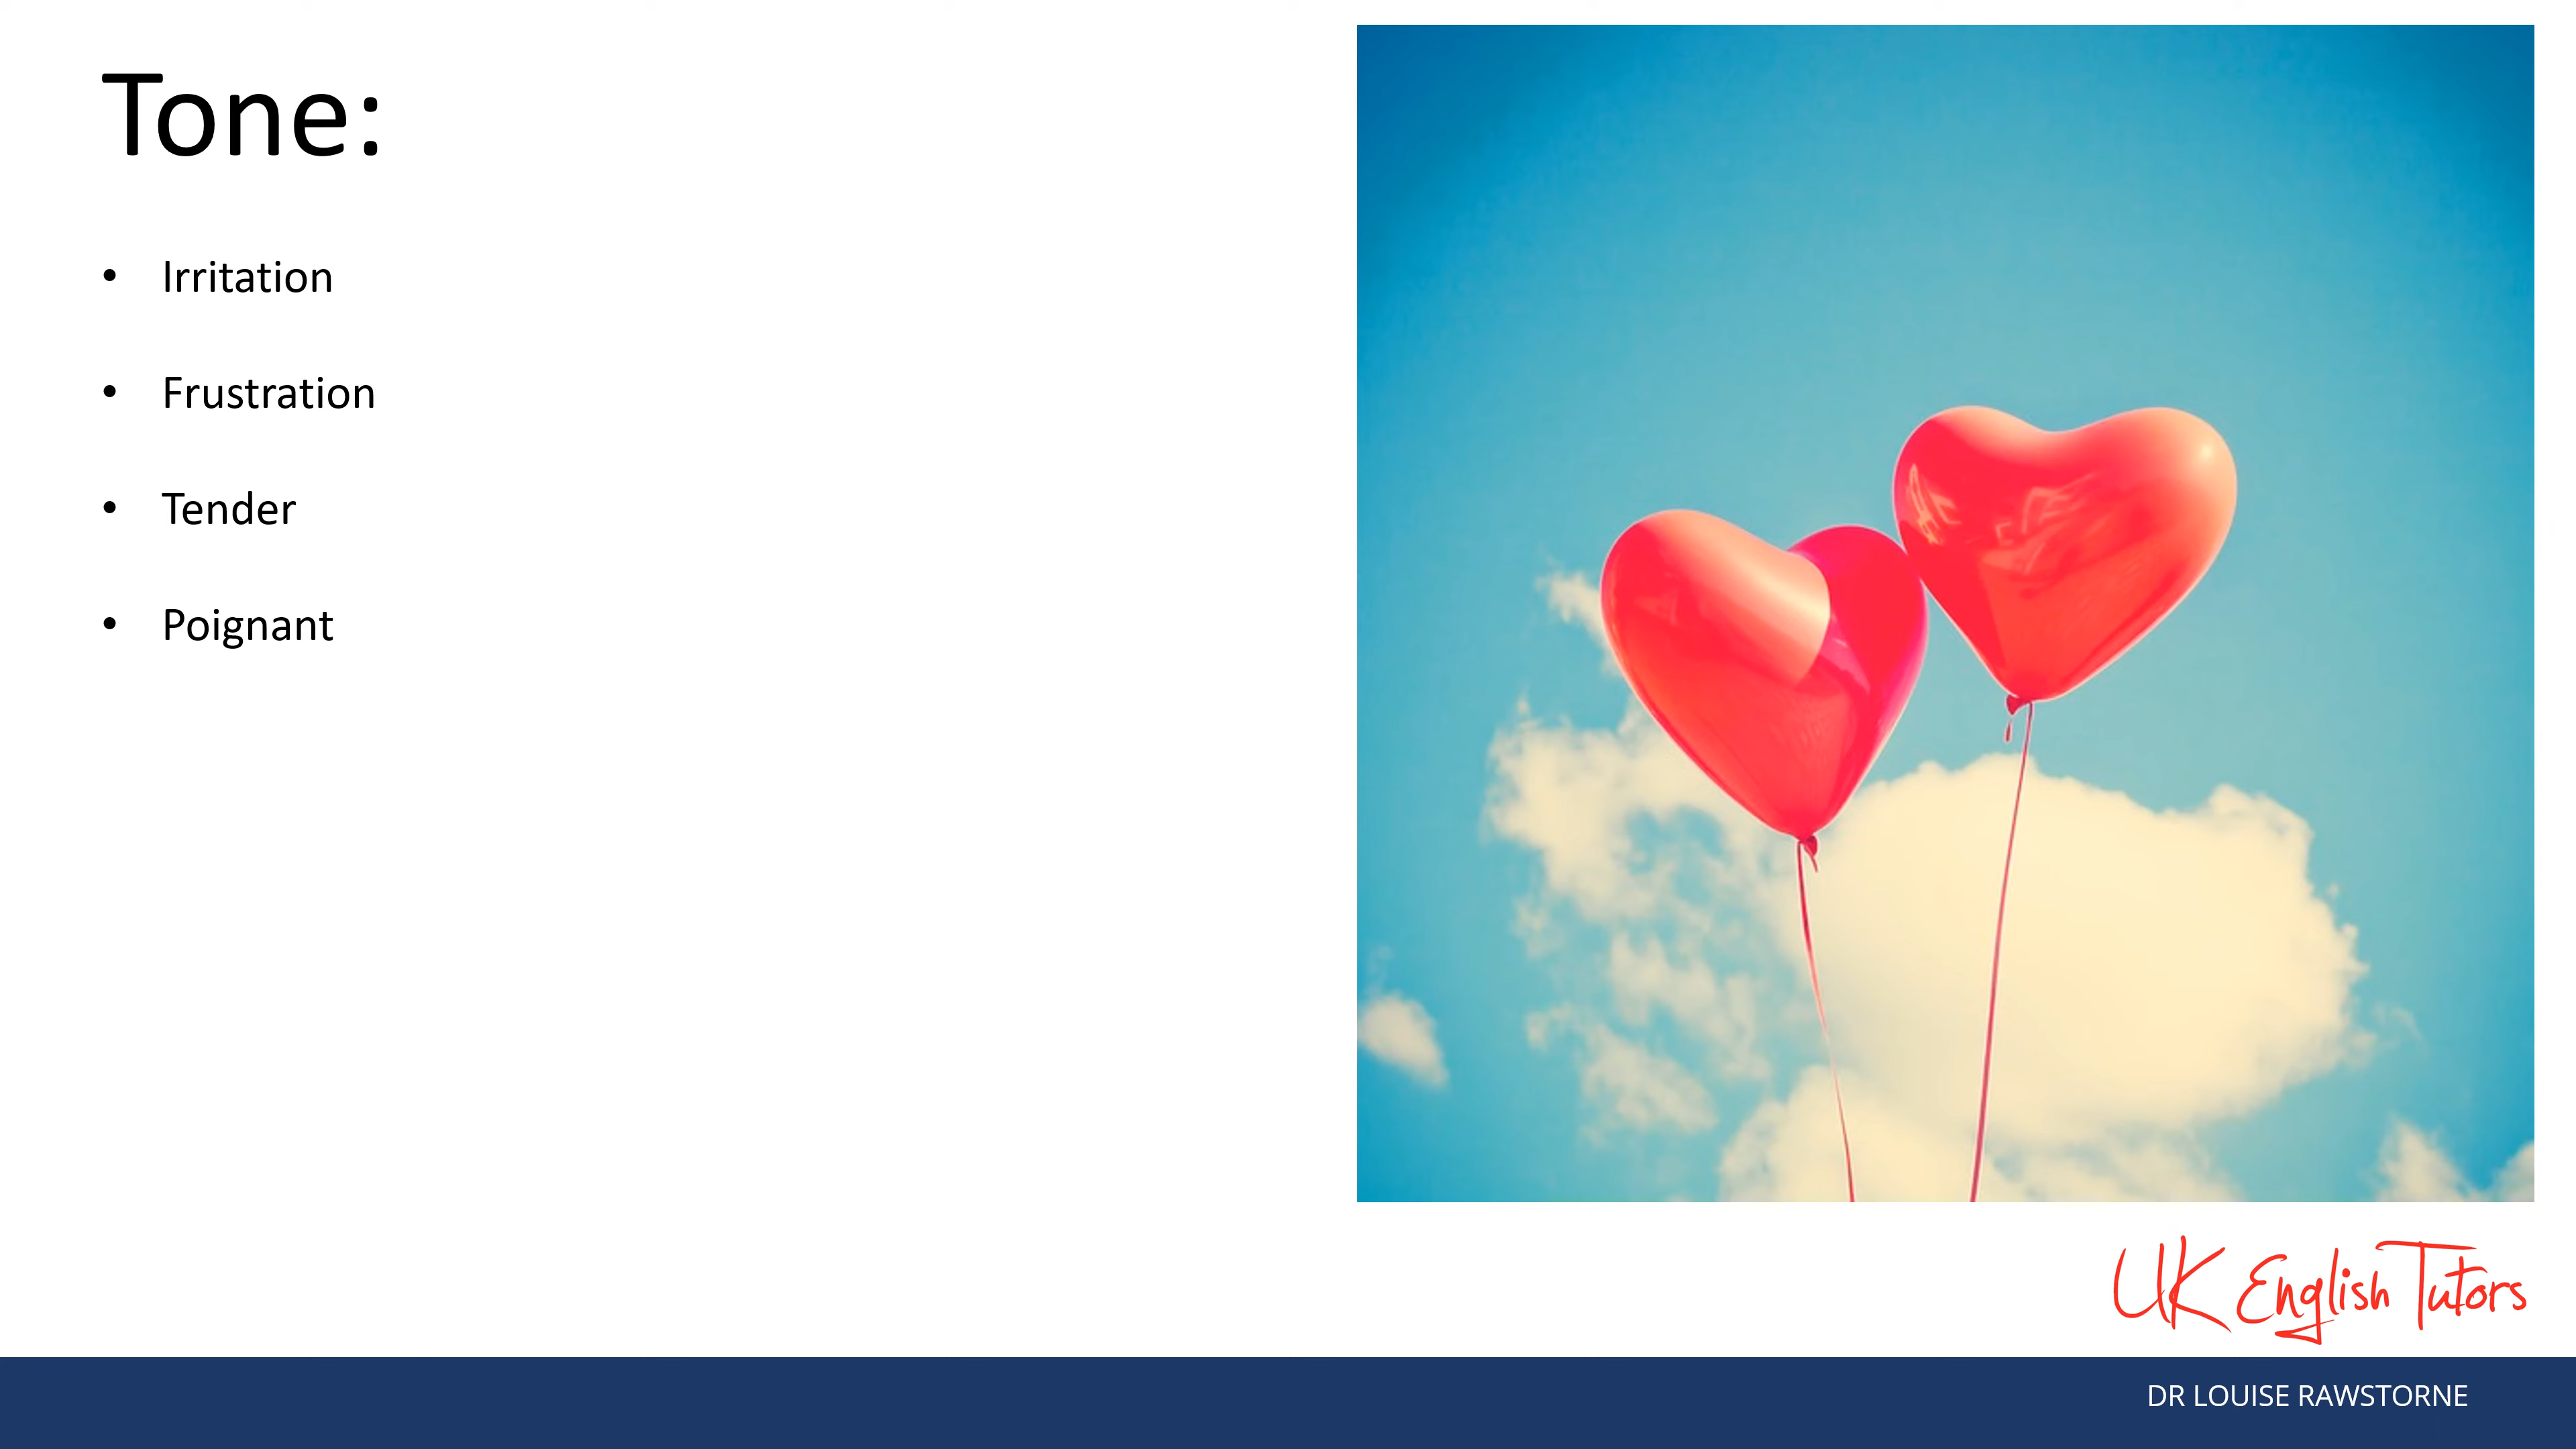 Tone:
• Irritation
• Frustration
• Tender
• Poignant
UK English Tutors
DR LOUISE RAWSTORNE